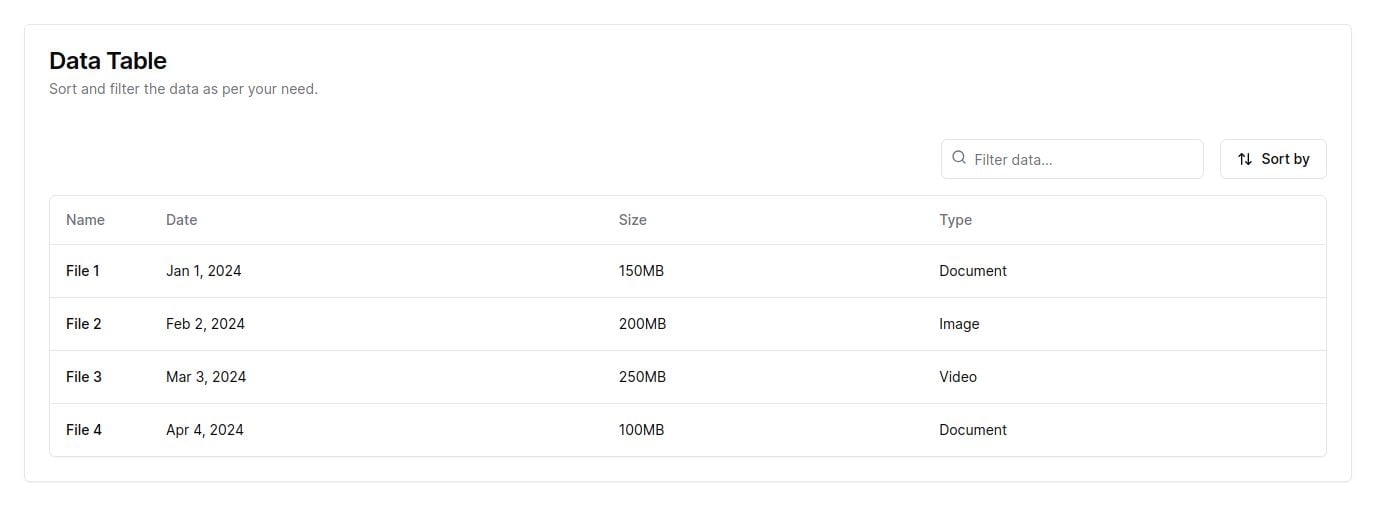 Data Table
Sort and filter the data as per your need.
Filter data...
Sort by
Name Date Size Type
File 1 Jan 1, 2024 150MB Document
File 2 Feb 2, 2024 200MB Image
File 3 Mar 3, 2024 250MB Video
File 4 Apr 4, 2024 100MB Document